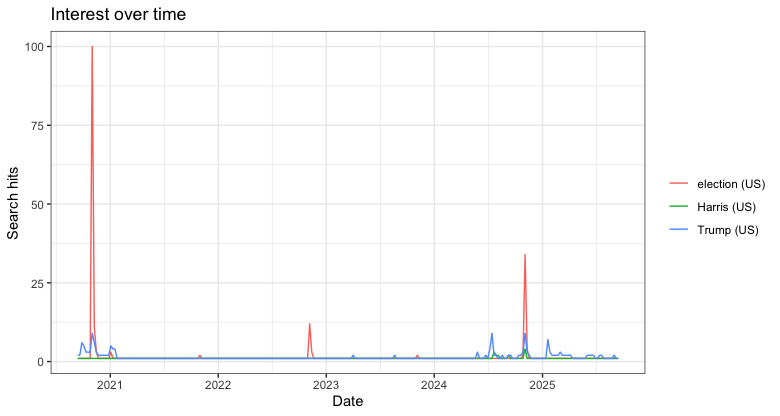 Interest over time
100
75
50
25
0
Search hits
2021 2022 2023 2024 2025
Date
election (US)
Harris (US)
Trump (US)